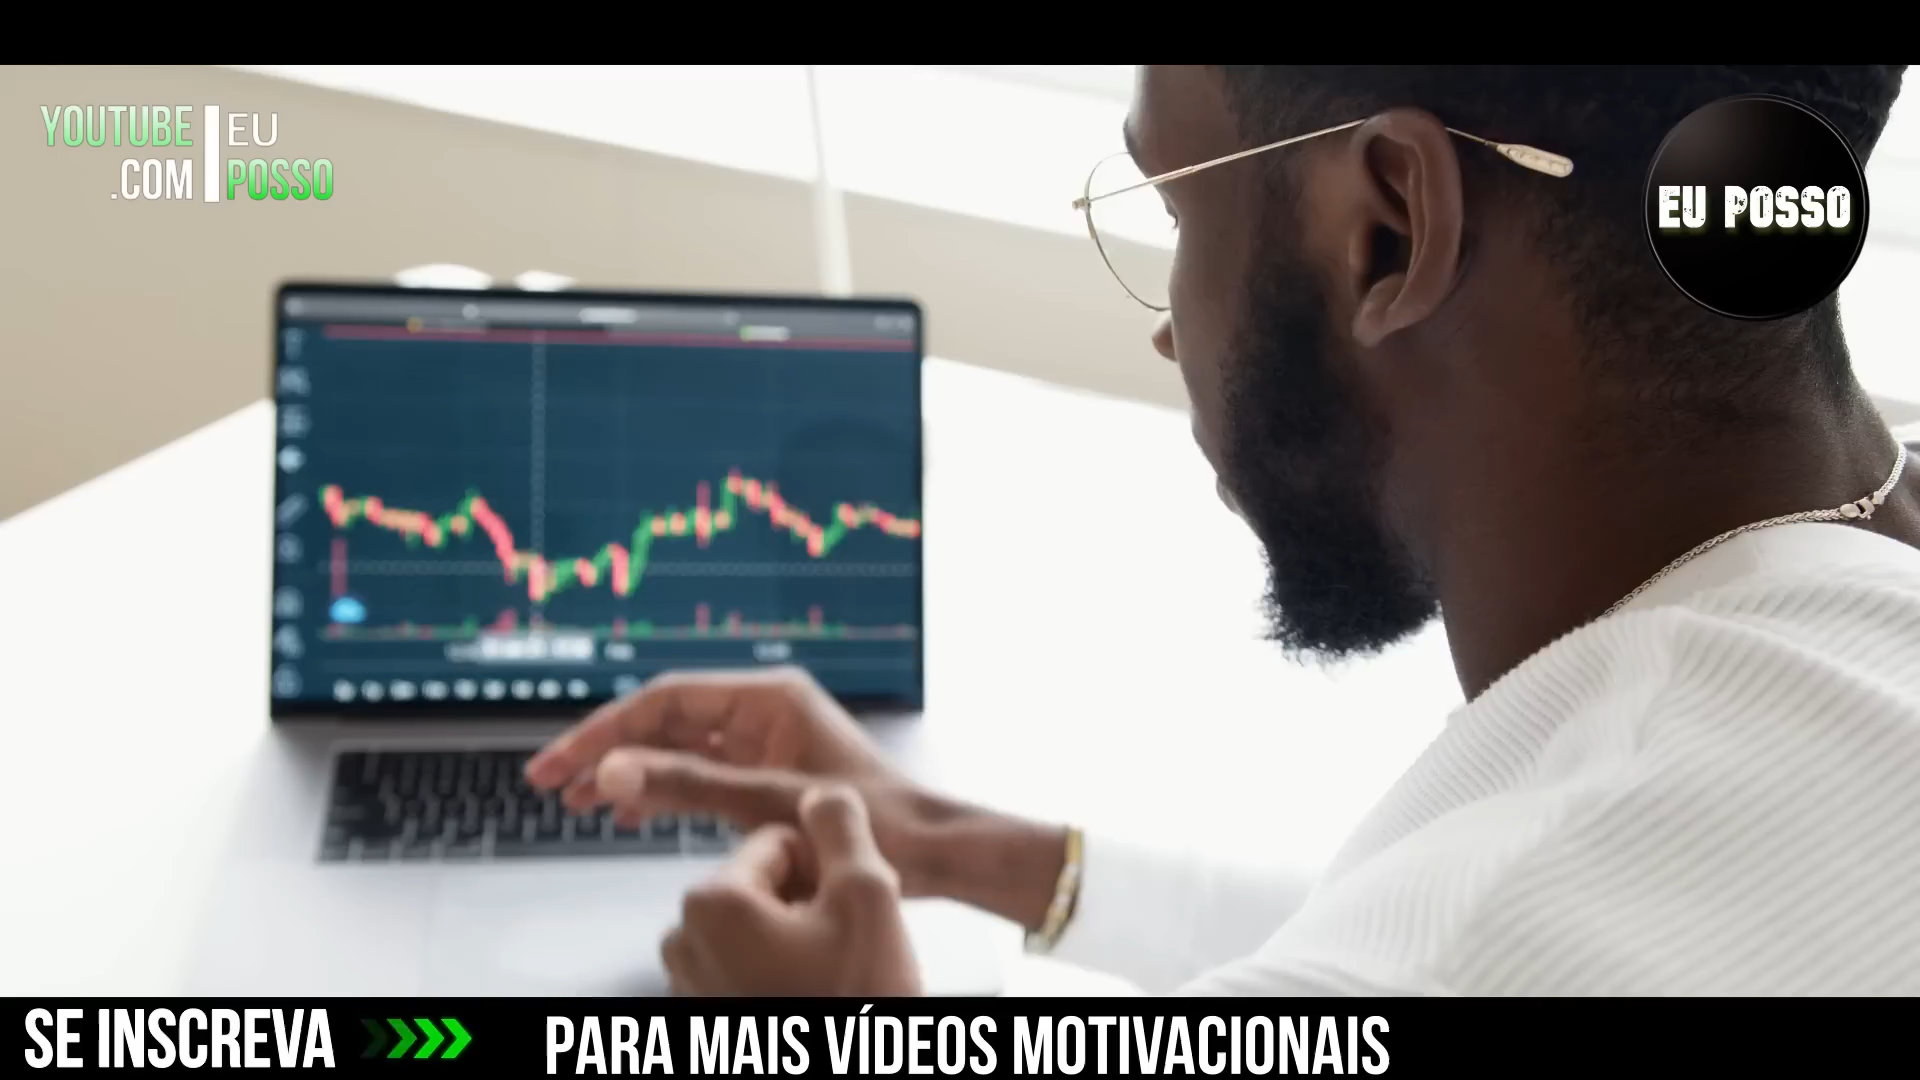 YOUTUBE
.COM
EU
POSSO
EU POSSO
SE INSCREVA
PARA MAIS VÍDEOS MOTIVACIONAIS